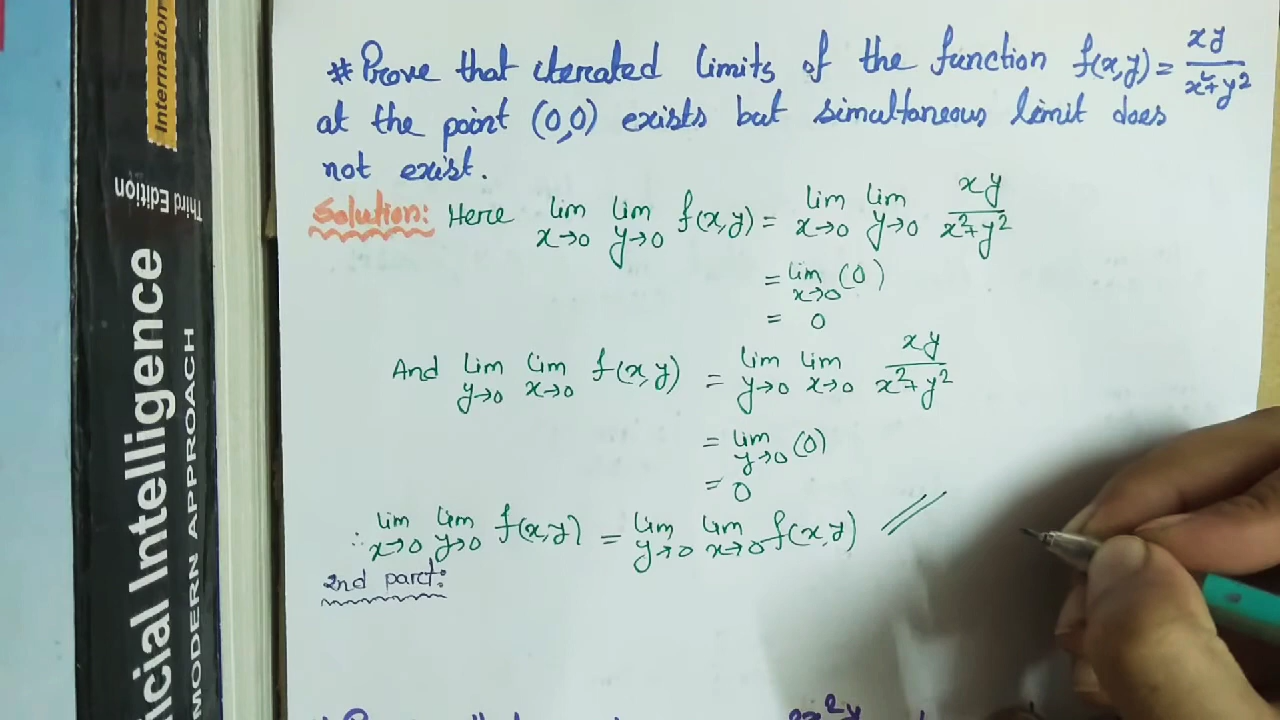 # Prove that iterated limits of the function f(x,y) = xy / x²+y²
at the point (0,0) exists but simultaneous limit does
not exist.
Solution: Here lim x→0 lim y→0 f(x,y) = lim x→0 lim y→0 xy / x²+y²
= lim x→0 (0)
= 0
And lim y→0 lim x→0 f(x,y) = lim y→0 lim x→0 xy / x²+y²
= lim y→0 (0)
= 0
∴ lim x→0 lim y→0 f(x,y) = lim y→0 lim x→0 f(x,y) //
2nd part:
International
Third Edition
icial Intelligence
MODERN APPROACH